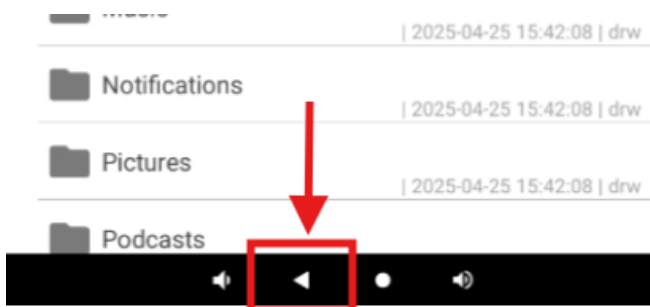 Music
| 2025-04-25 15:42:08 | drw
Notifications
| 2025-04-25 15:42:08 | drw
Pictures
| 2025-04-25 15:42:08 | drw
Podcasts